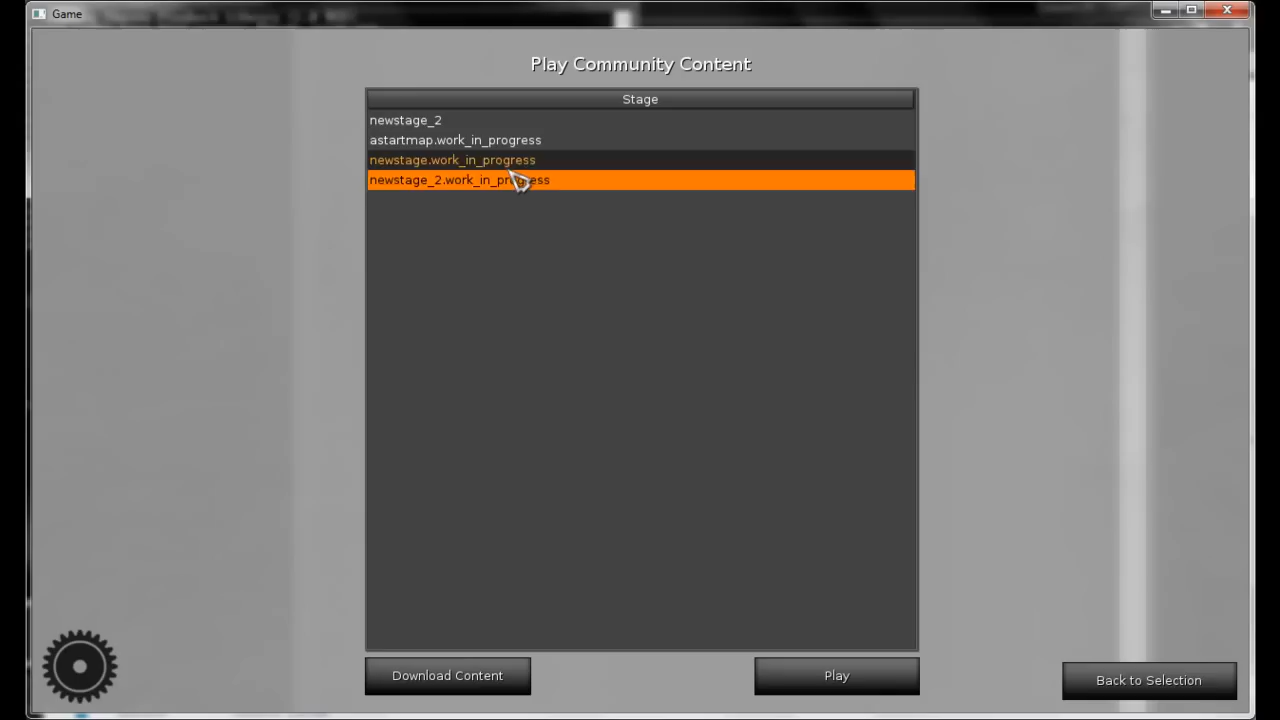 Game
Play Community Content
Stage
newstage_2
astartmap.work_in_progress
newstage.work_in_progress
newstage_2.work_in_progress
Download Content
Play
Back to Selection